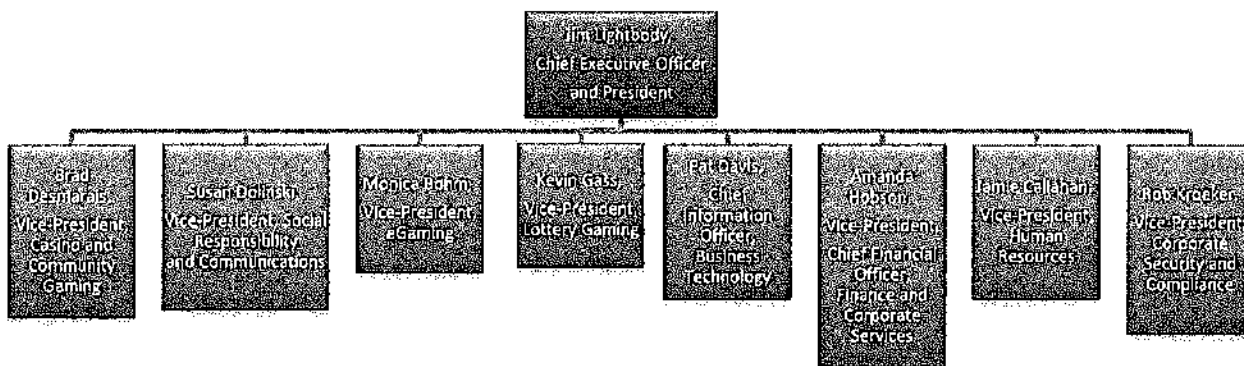 Jim Lightbody,
Chief Executive Officer
and President
Brad
Desmarais,
Vice-President,
Casino and
Community
Gaming
Susan Dolinski,
Vice-President, Social
Responsibility
and Communications
Monica Bohm,
Vice-President,
eGaming
Kevin Gass,
Vice-President,
Lottery Gaming
Pat Davis,
Chief
Information
Officer,
Business
Technology
Amanda
Hobson,
Vice-President,
Chief Financial
Officer,
Finance and
Corporate
Services
Jamie Callahan,
Vice-President,
Human
Resources
Rob Kroeker,
Vice-President,
Corporate
Security and
Compliance